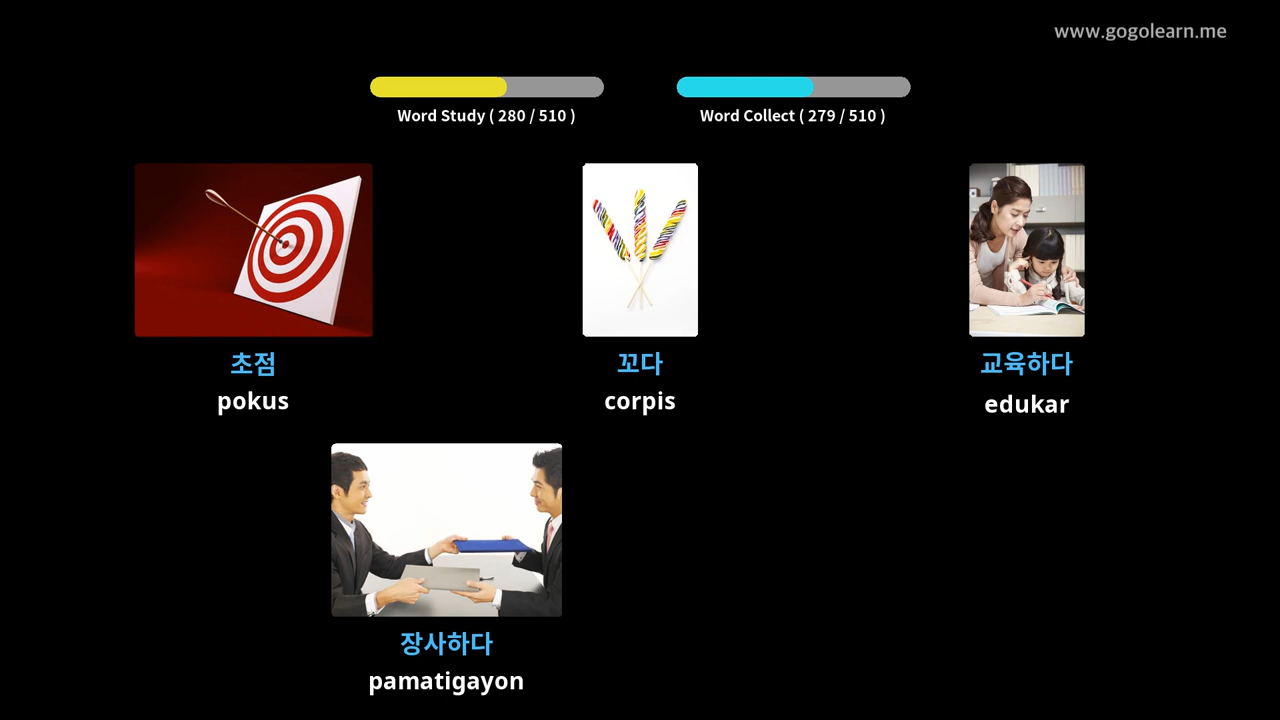 www.gogolearn.me
Word Study ( 280 / 510 )
Word Collect ( 279 / 510 )
초점
pokus
꼬다
corpis
교육하다
edukar
장사하다
pamatigayon